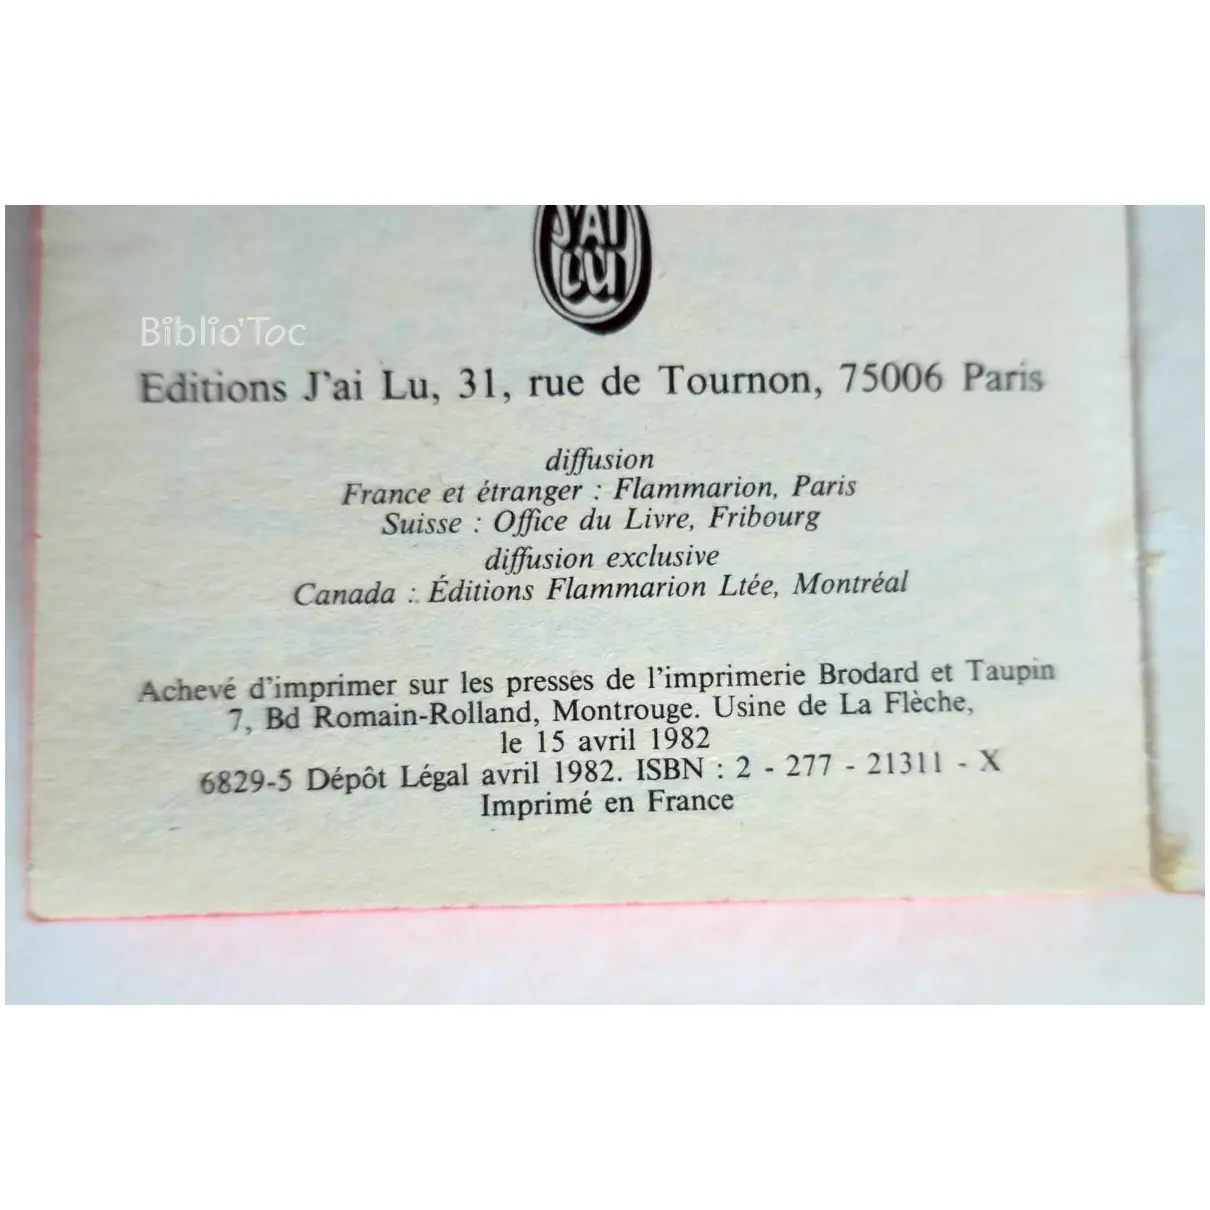 J'AI
LU
Biblio'Toc
Editions J'ai Lu, 31, rue de Tournon, 75006 Paris
diffusion
France et étranger : Flammarion, Paris
Suisse : Office du Livre, Fribourg
diffusion exclusive
Canada : Éditions Flammarion Ltée, Montréal
Achevé d'imprimer sur les presses de l'imprimerie Brodard et Taupin
7, Bd Romain-Rolland, Montrouge. Usine de La Flèche,
le 15 avril 1982
6829-5 Dépôt Légal avril 1982. ISBN : 2 - 277 - 21311 - X
Imprimé en France